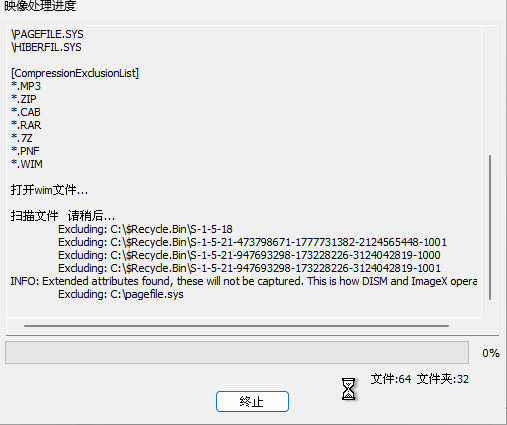 映像处理进度
\PAGEFILE.SYS
\HIBERFIL.SYS
[CompressionExclusionList]
*.MP3
*.ZIP
*.CAB
*.RAR
*.7Z
*.PNF
*.WIM
打开wim文件...
扫描文件 请稍后...
Excluding: C:\$Recycle.Bin\S-1-5-18
Excluding: C:\$Recycle.Bin\S-1-5-21-473798671-1777731382-2124565448-1001
Excluding: C:\$Recycle.Bin\S-1-5-21-947693298-173228226-3124042819-1000
Excluding: C:\$Recycle.Bin\S-1-5-21-947693298-173228226-3124042819-1001
INFO: Extended attributes found, these will not be captured. This is how DISM and ImageX opera
Excluding: C:\pagefile.sys
0%
文件:64 文件夹:32
终止